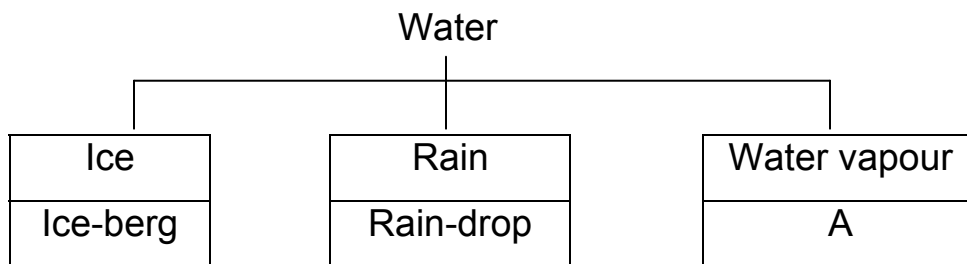 Water
Ice
Rain
Water vapour
Ice-berg
Rain-drop
A